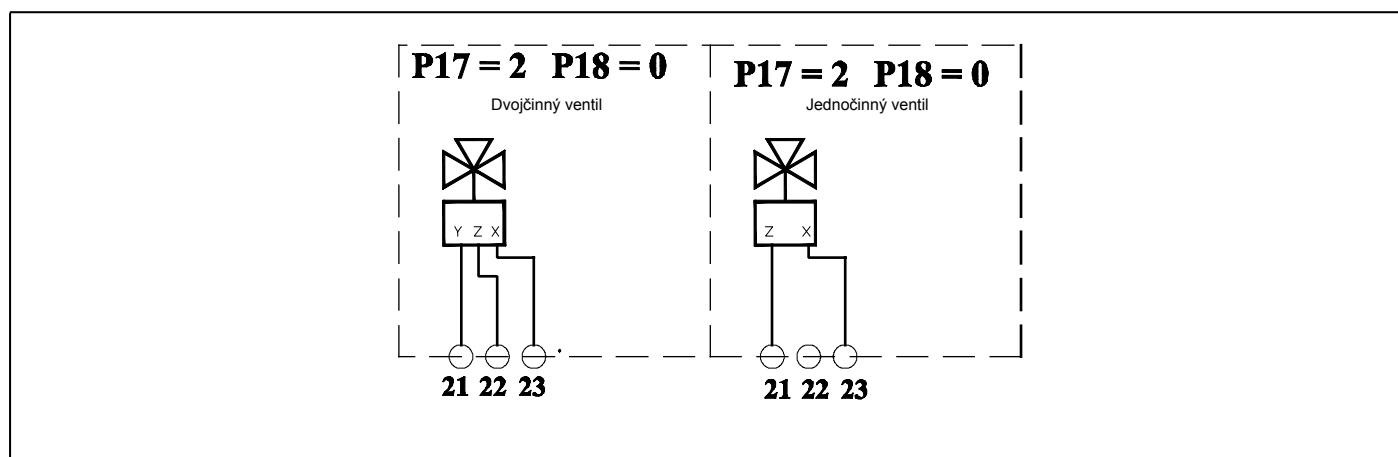 P17 = 2 P18 = 0
Dvojčinný ventil
Y Z X
21 22 23
P17 = 2 P18 = 0
Jednočinný ventil
Z X
21 22 23